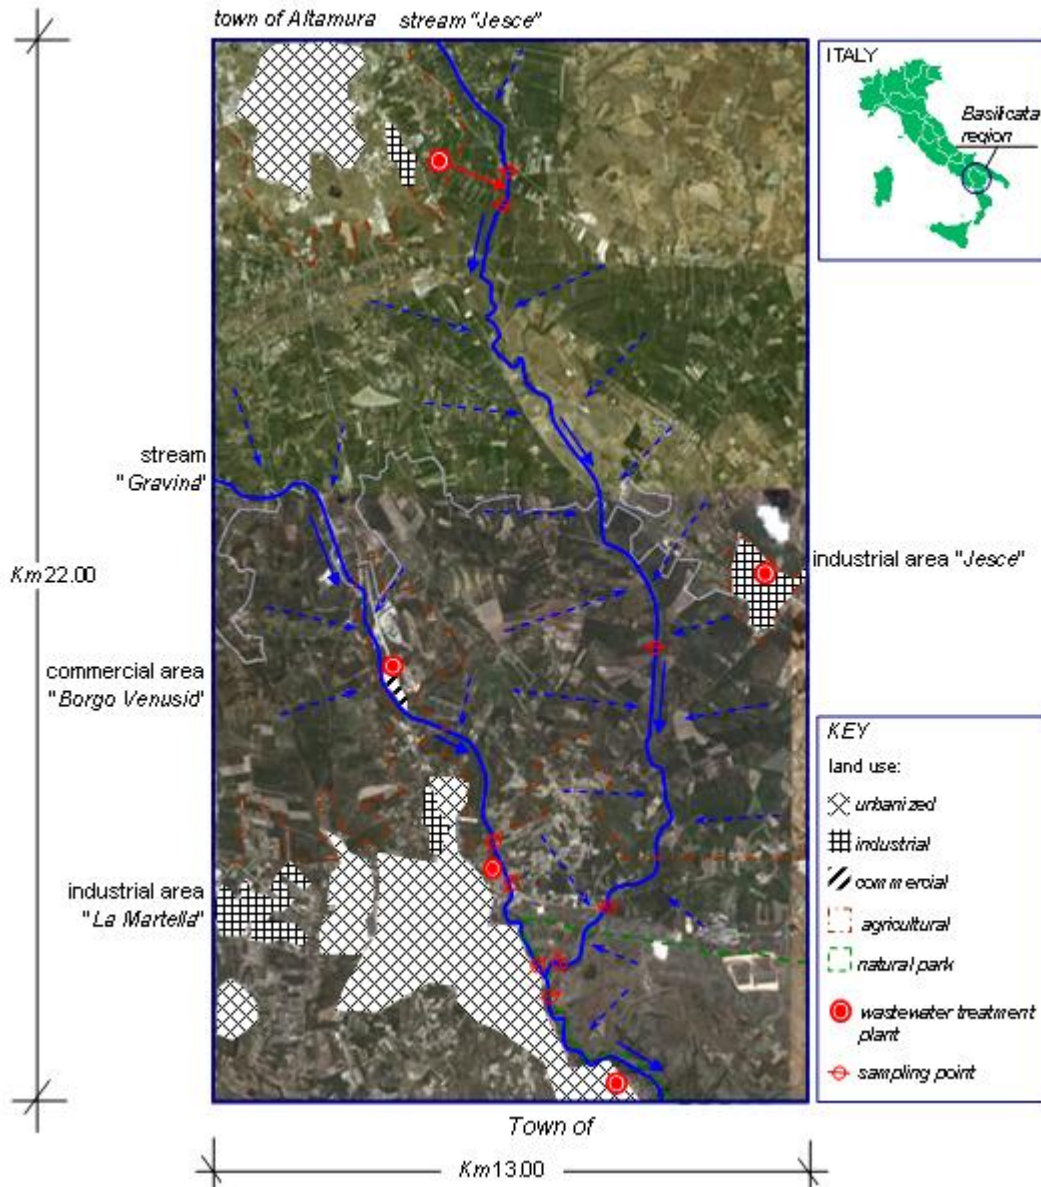 town of Altamura stream "Jesce"
ITALY
Basilicata
region
stream
"Gravina"
Km 22.00
industrial area "Jesce"
commercial area
"Borgo Venusid"
industrial area
"La Martella"
KEY
land use:
urbanized
industrial
commercial
agricultural
natural park
wastewater treatment
plant
sampling point
Town of
Km 13.00